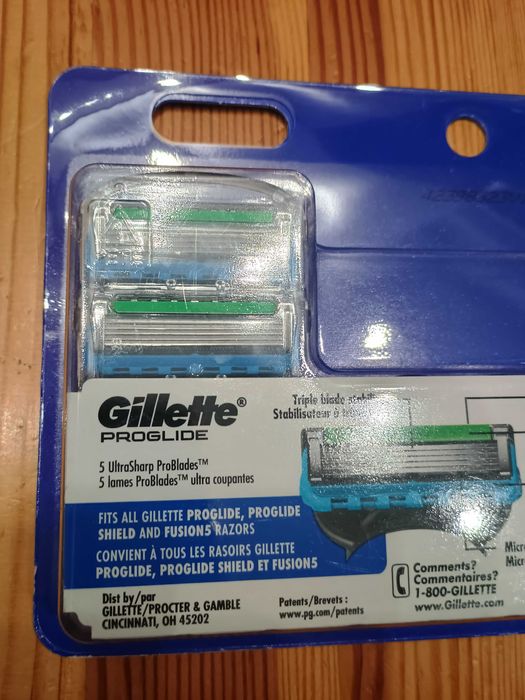 Gillette®
PROGLIDE
5 UltraSharp ProBlades™
5 lames ProBlades™ ultra coupantes
FITS ALL GILLETTE PROGLIDE, PROGLIDE
SHIELD AND FUSION5 RAZORS
CONVIENT À TOUS LES RASOIRS GILLETTE
PROGLIDE, PROGLIDE SHIELD ET FUSION5
Dist by/par
GILLETTE/PROCTER & GAMBLE
CINCINNATI, OH 45202
Patents/Brevets :
www.pg.com/patents
Triple blade
Stabilisateur à
Comments?
Commentaires?
1-800-GILLETTE
www.Gillette.com